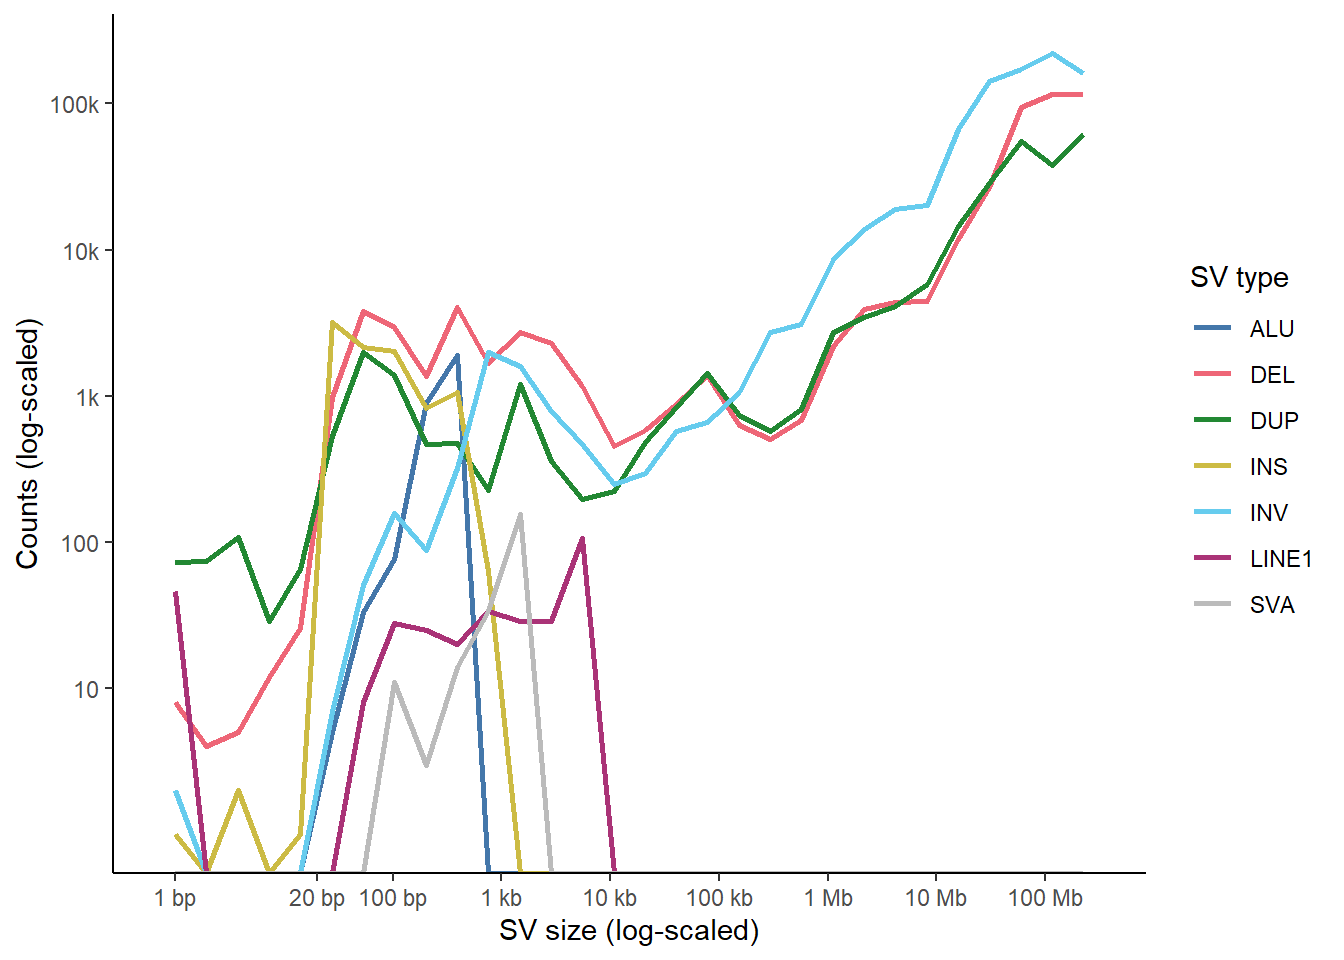 Counts (log-scaled)
100k
10k
1k
100
10
1 bp
20 bp
100 bp
1 kb
10 kb
100 kb
1 Mb
10 Mb
100 Mb
SV size (log-scaled)
SV type
ALU
DEL
DUP
INS
INV
LINE1
SVA